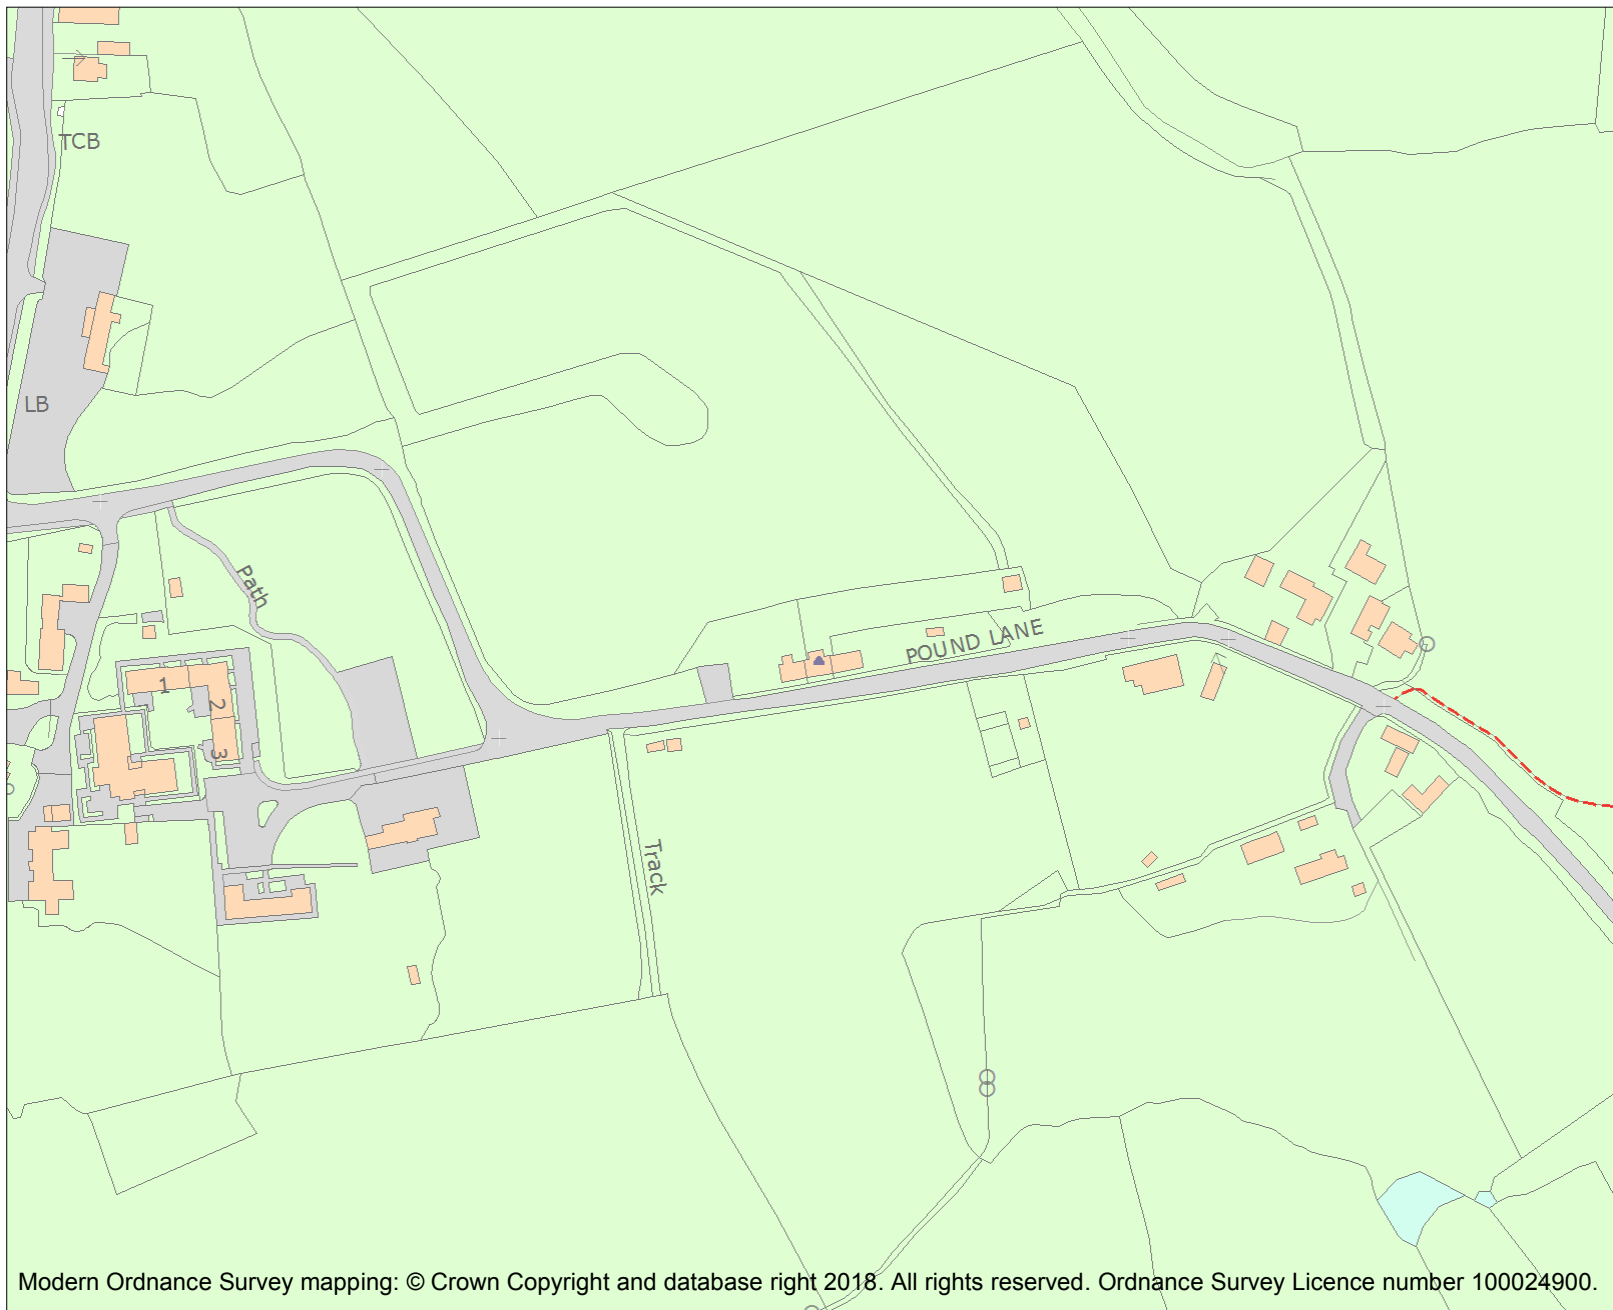 TCB
LB
Path
POUND LANE
1
2
3
Track
Modern Ordnance Survey mapping: © Crown Copyright and database right 2018. All rights reserved. Ordnance Survey Licence number 100024900.